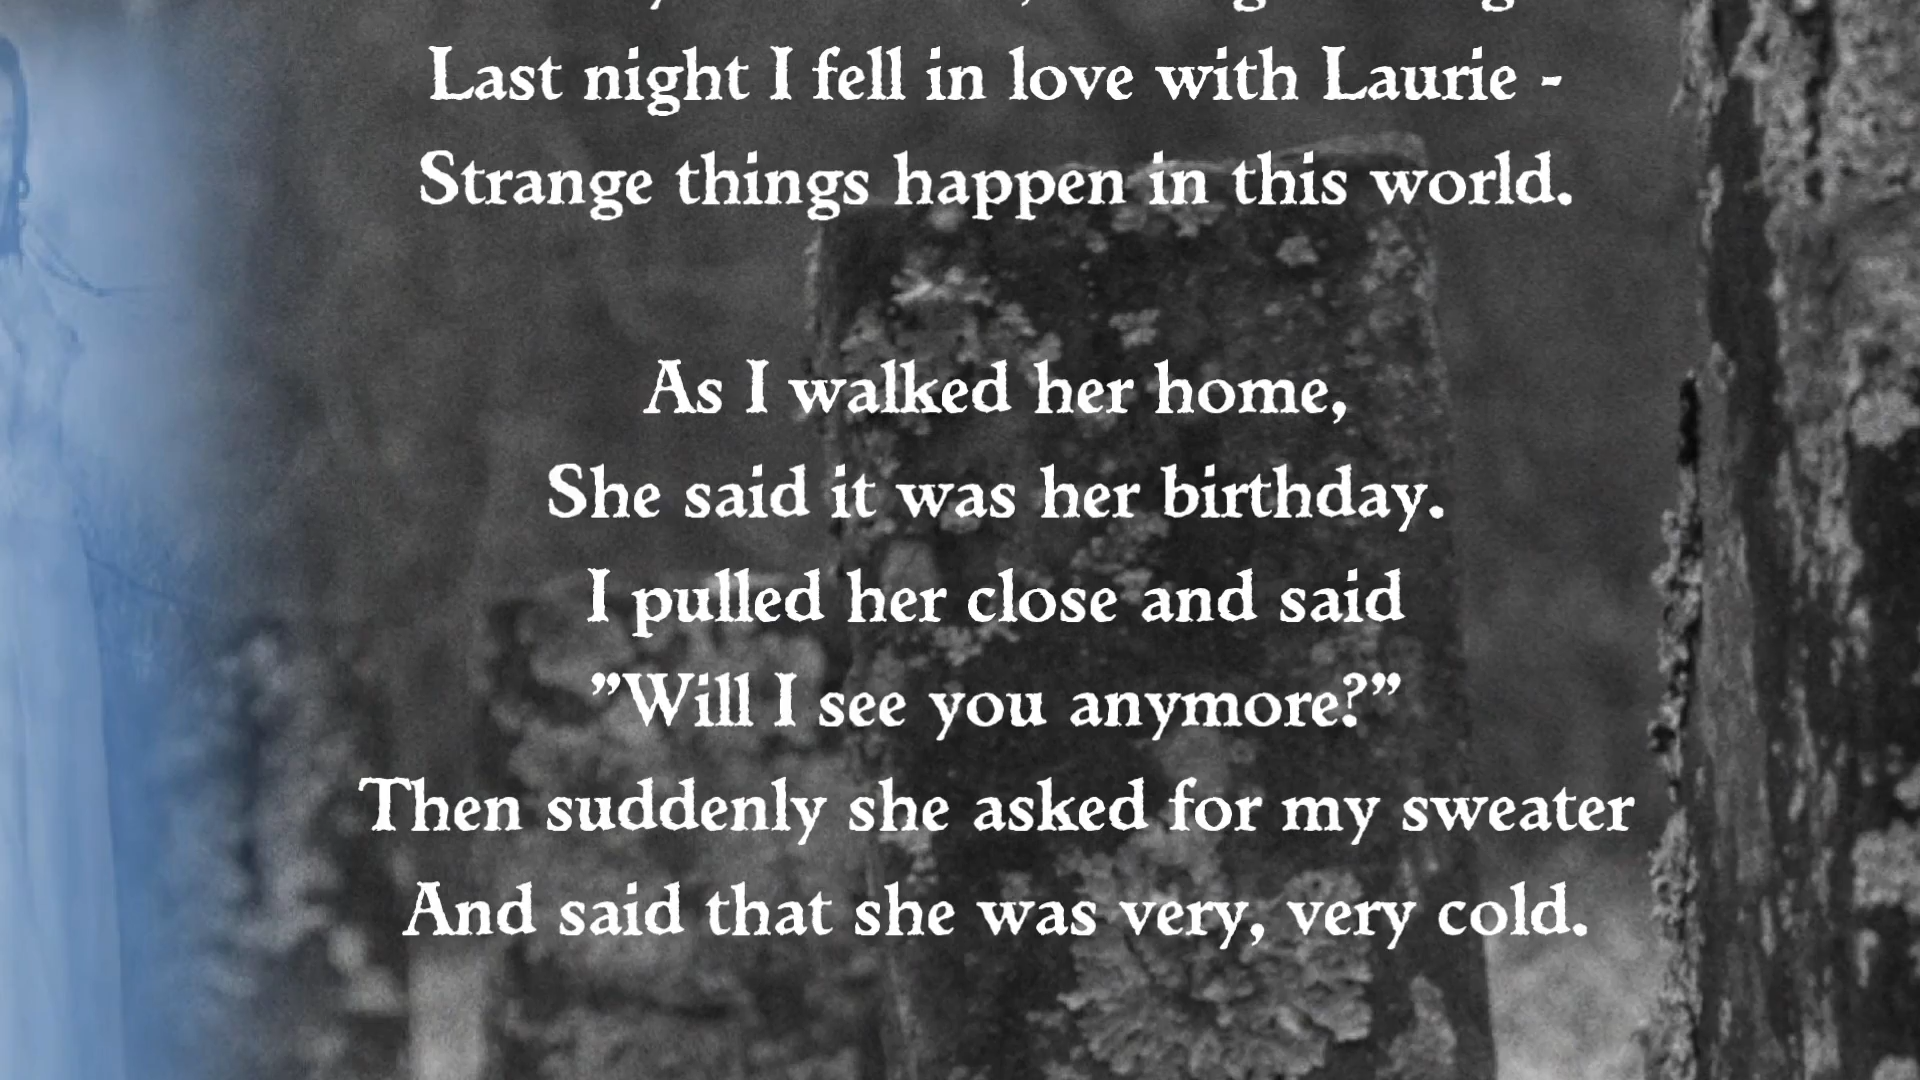 Last night I fell in love with Laurie -
Strange things happen in this world.
As I walked her home,
She said it was her birthday.
I pulled her close and said
”Will I see you anymore?”
Then suddenly she asked for my sweater
And said that she was very, very cold.